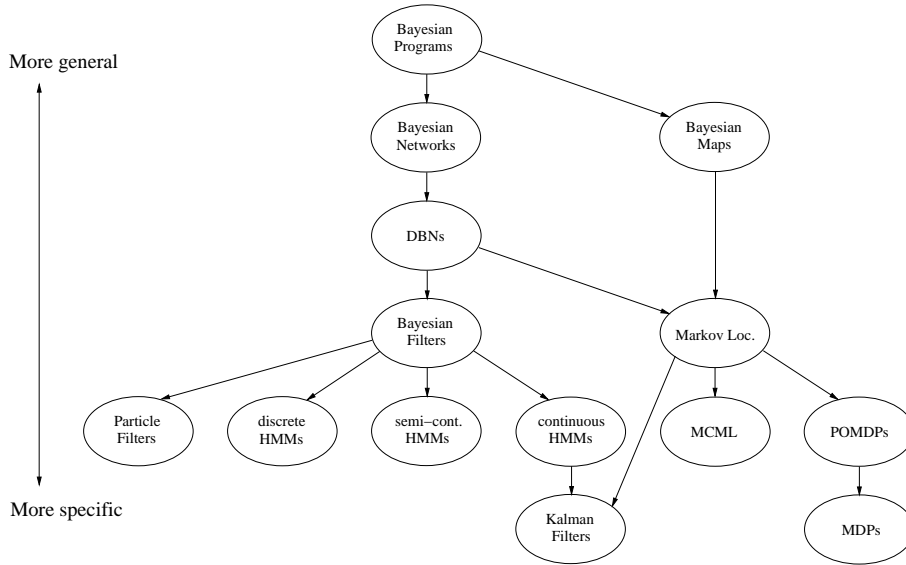 Bayesian
Programs
More general
Bayesian
Networks
Bayesian
Maps
DBNs
Bayesian
Filters
Markov Loc.
Particle
Filters
discrete
HMMs
semi−cont.
HMMs
continuous
HMMs
MCML
POMDPs
More specific
Kalman
Filters
MDPs